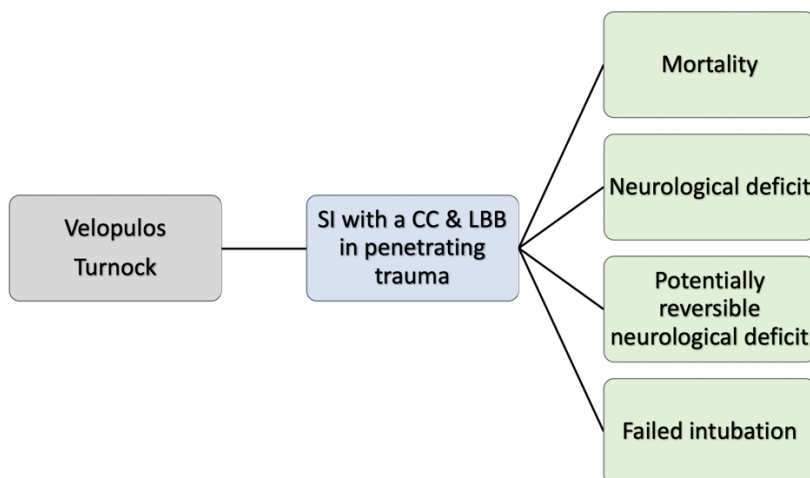 Mortality
Neurological deficit
Velopulos
Turnock
SI with a CC & LBB
in penetrating
trauma
Potentially
reversible
neurological deficit
Failed intubation